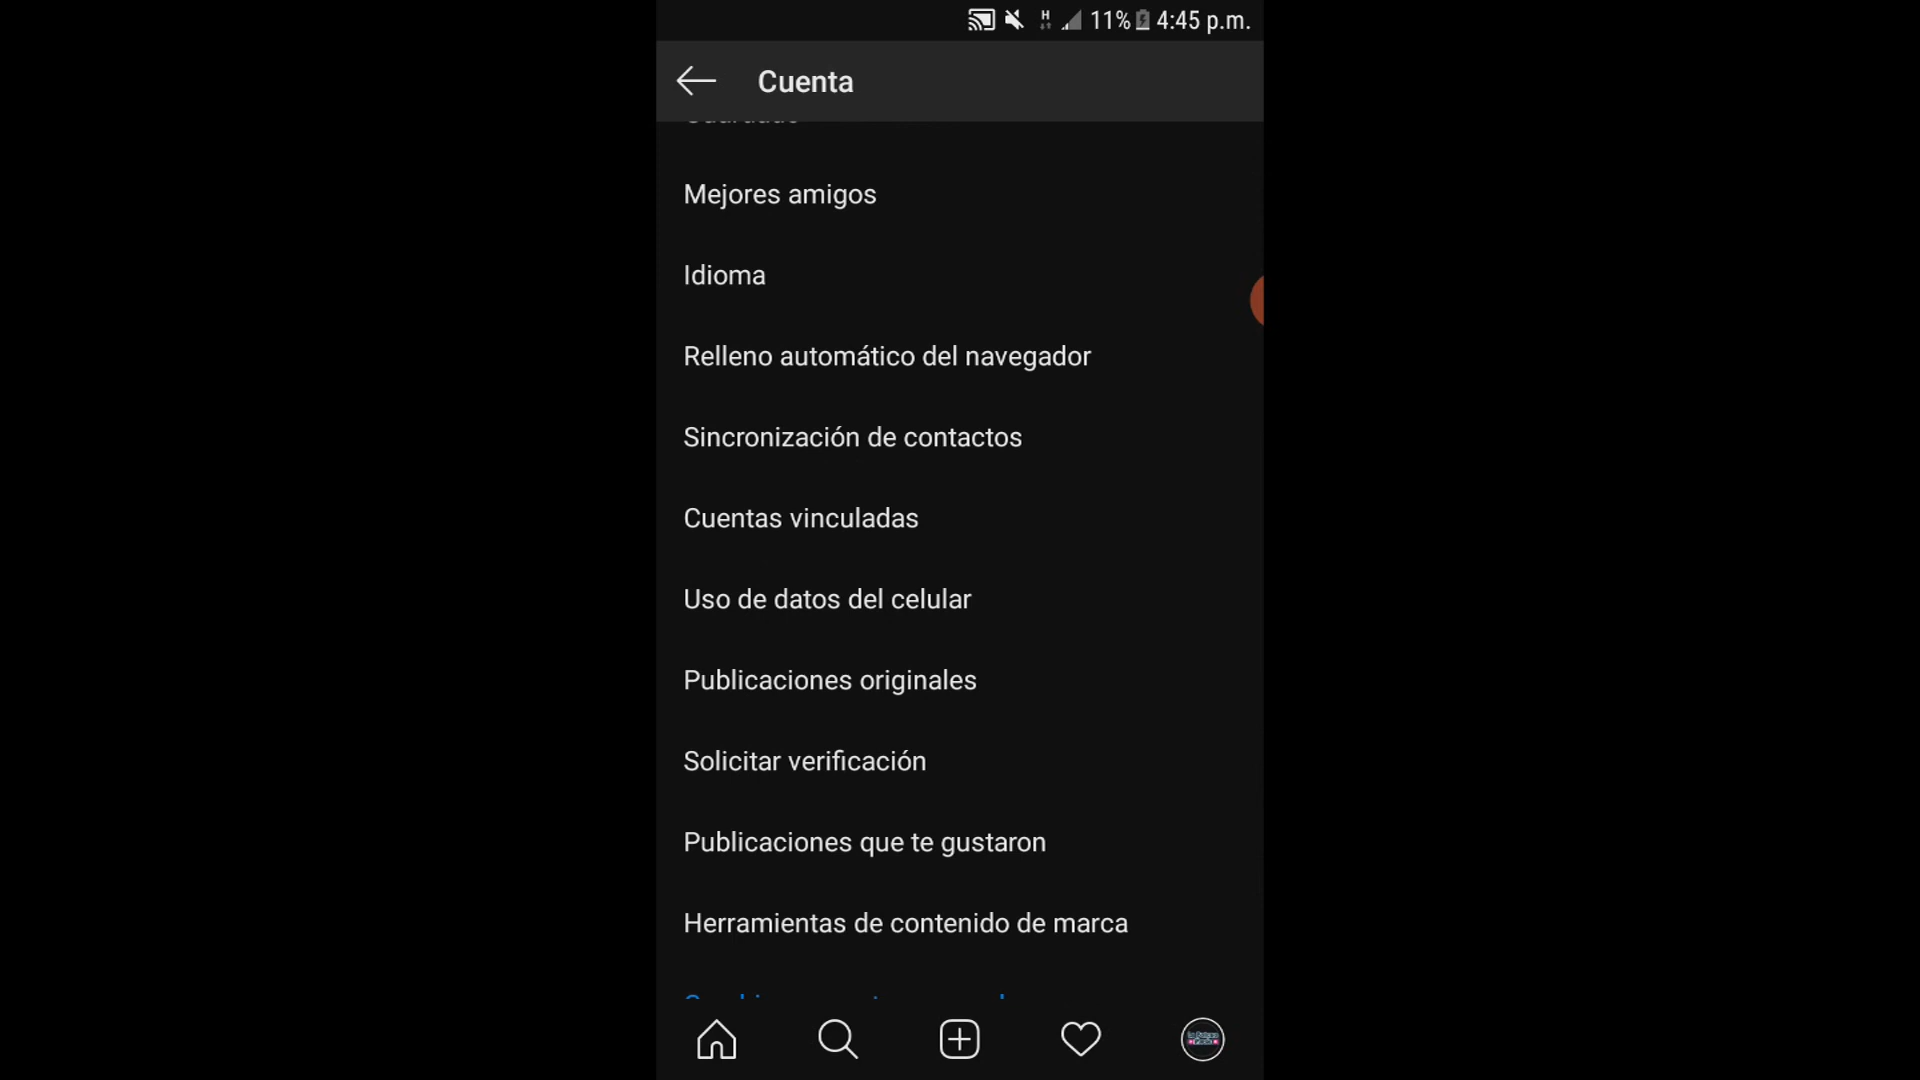 H 11% 4:45 p.m.
Cuenta
Mejores amigos
Idioma
Relleno automático del navegador
Sincronización de contactos
Cuentas vinculadas
Uso de datos del celular
Publicaciones originales
Solicitar verificación
Publicaciones que te gustaron
Herramientas de contenido de marca